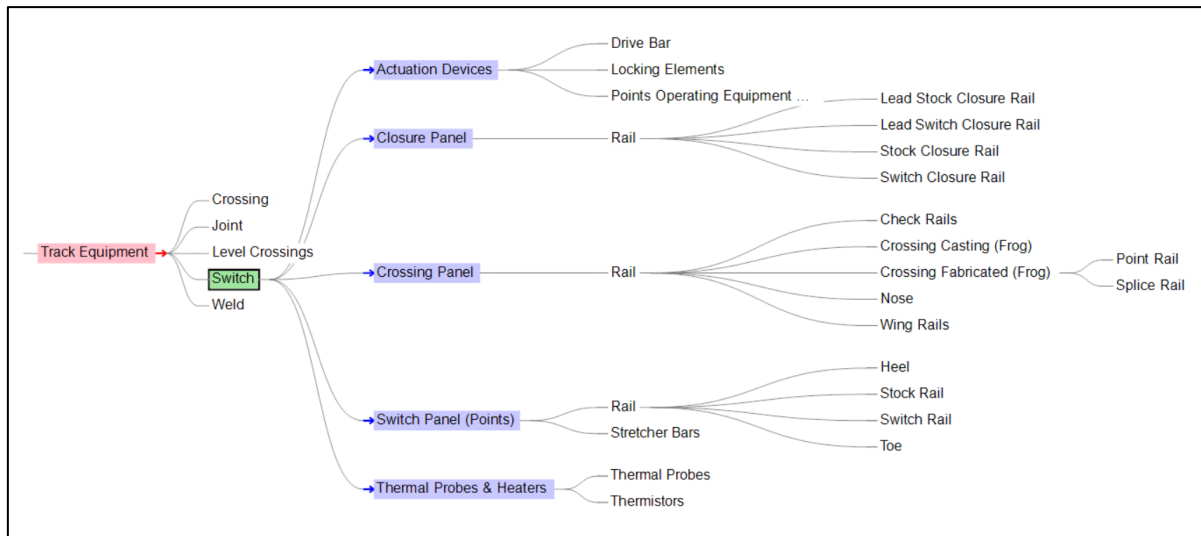 Track Equipment
Crossing
Joint
Level Crossings
Switch
Weld
Actuation Devices
Drive Bar
Locking Elements
Points Operating Equipment ...
Closure Panel
Rail
Lead Stock Closure Rail
Lead Switch Closure Rail
Stock Closure Rail
Switch Closure Rail
Crossing Panel
Rail
Check Rails
Crossing Casting (Frog)
Crossing Fabricated (Frog)
Point Rail
Splice Rail
Nose
Wing Rails
Switch Panel (Points)
Rail
Heel
Stock Rail
Switch Rail
Toe
Stretcher Bars
Thermal Probes & Heaters
Thermal Probes
Thermistors